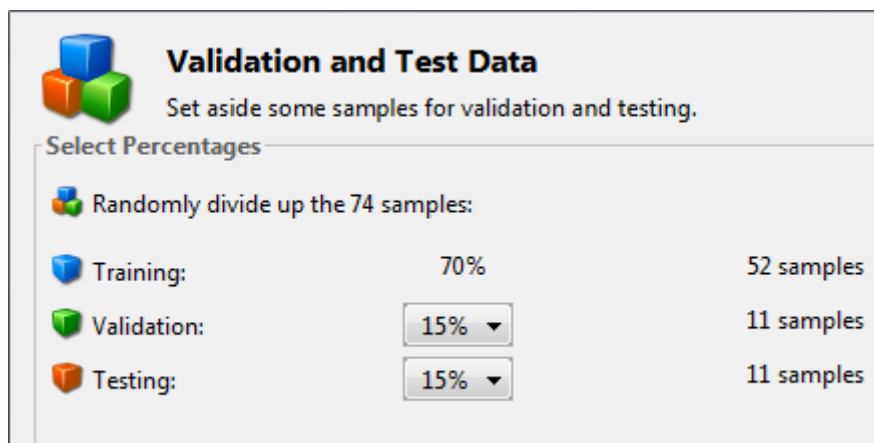 Validation and Test Data
Set aside some samples for validation and testing.
Select Percentages
Randomly divide up the 74 samples:
Training: 70% 52 samples
Validation: 15% 11 samples
Testing: 15% 11 samples